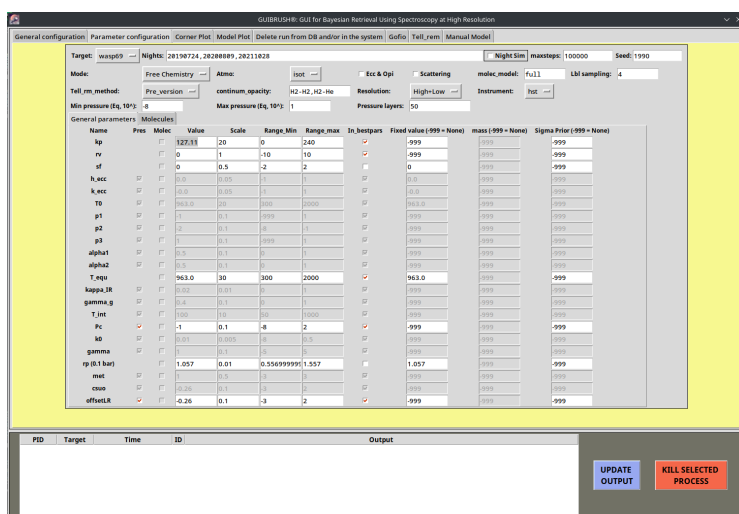 GUIBRUSH®: GUI for Bayesian Retrieval Using Spectroscopy at High Resolution
General configuration Parameter configuration Corner Plot Model Plot Delete run from DB and/or in the system Gofio Tell_rem Manual Model
Target: wasp69 Nights: 20190724,20200809,20211028 Night Sim maxsteps: 100000 Seed: 1990
Mode: Free Chemistry Atmo: isot Ecc & Opi Scattering molec_model: full Lbl sampling: 4
Tell_rm_method: Pre_version continum_opacity: H2-H2,H2-He Resolution: High+Low Instrument: hst
Min pressure (Eq, 10^): -8 Max pressure (Eq, 10^): 1 Pressure layers: 50
General parameters Molecules
Name Pres Molec Value Scale Range_Min Range_max In_bestpars Fixed value (-999 = None) mass (-999 = None) Sigma Prior (-999 = None)
kp 127.11 20 0 240 -999 -999 -999
rv 0 1 -10 10 -999 -999 -999
sf 0 0.5 -2 2 0 -999 -999
h_ecc 0.0 0.05 -1 1 0.0 -999 -999
k_ecc -0.0 0.05 -1 1 -0.0 -999 -999
T0 963.0 20 300 2000 963.0 -999 -999
p1 -1 0.1 -999 1 -999 -999 -999
p2 -2 0.1 -8 -1 -999 -999 -999
p3 1 0.1 -999 1 -999 -999 -999
alpha1 0.5 0.1 0 1 -999 -999 -999
alpha2 0.5 0.1 0 1 -999 -999 -999
T_equ 963.0 30 300 2000 963.0 -999 -999
kappa_IR 0.02 0.01 0 1 -999 -999 -999
gamma_g 0.4 0.1 0 1 -999 -999 -999
T_int 100 10 50 1000 -999 -999 -999
Pc -1 0.1 -8 2 -999 -999 -999
k0 0.01 0.005 -8 0.5 -999 -999 -999
gamma 1 0.1 -5 5 -999 -999 -999
rp (0.1 bar) 1.057 0.01 0.556999991 1.557 1.057 -999 -999
met 1 0.5 -3 3 -999 -999 -999
csuo -0.26 0.1 -3 2 -999 -999 -999
offsetLR -0.26 0.1 -3 2 -999 -999 -999
PID Target Time ID Output
UPDATE OUTPUT
KILL SELECTED PROCESS